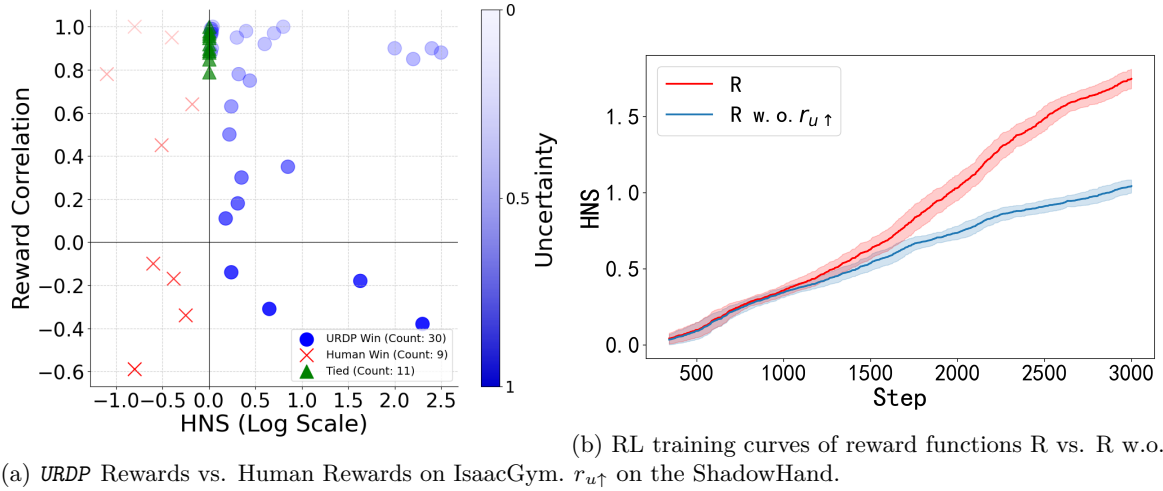 1.0
0.8
0.6
0.4
0.2
0.0
−0.2
−0.4
−0.6
Reward Correlation
−1.0−0.5 0.0 0.5 1.0 1.5 2.0 2.5
HNS (Log Scale)
URDP Win (Count: 30)
Human Win (Count: 9)
Tied (Count: 11)
0
0.5
1
Uncertainty
R
R w.o. r_{u↑}
1.5
1.0
0.5
0.0
HNS
500 1000 1500 2000 2500 3000
Step
(a) URDP Rewards vs. Human Rewards on IsaacGym.
(b) RL training curves of reward functions R vs. R w.o.
r_{u↑} on the ShadowHand.